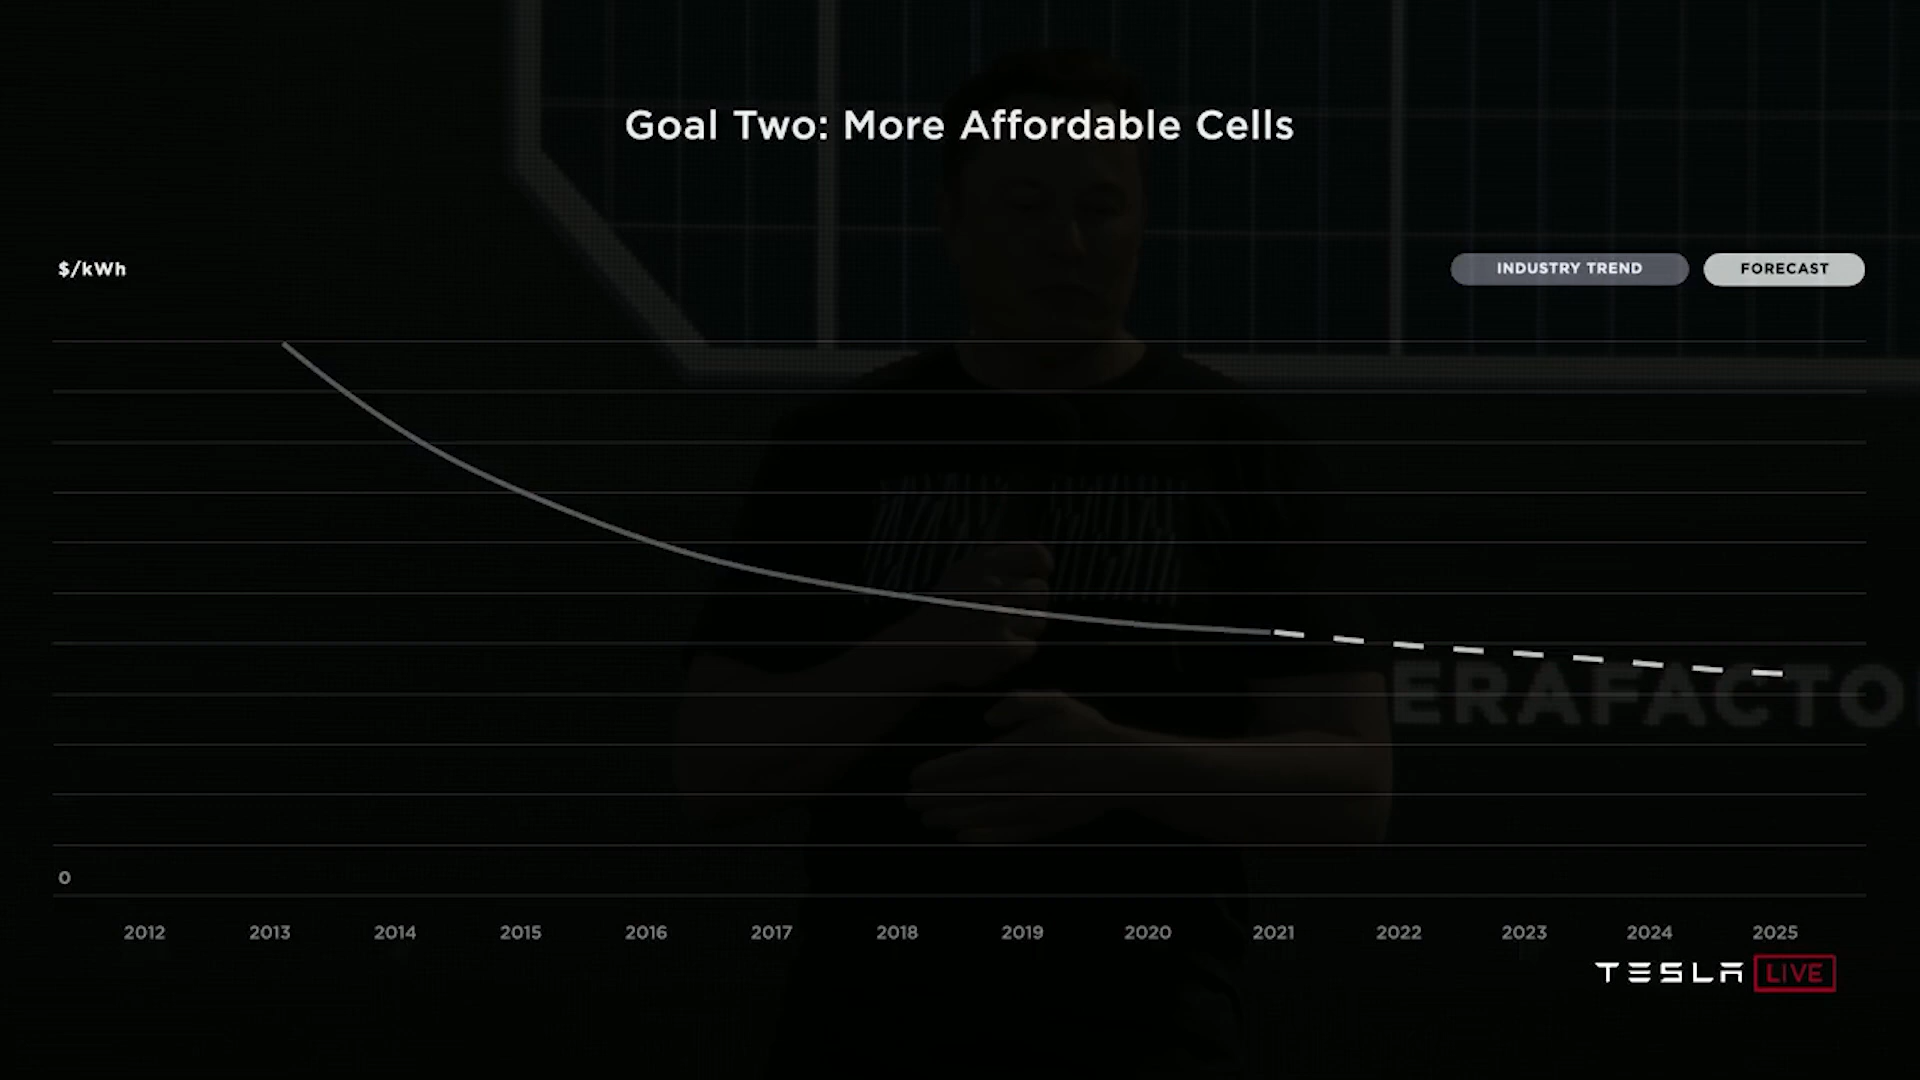 Goal Two: More Affordable Cells
$/kWh
INDUSTRY TREND FORECAST
ERAFACTO
0
2012 2013 2014 2015 2016 2017 2018 2019 2020 2021 2022 2023 2024 2025
TESLA LIVE